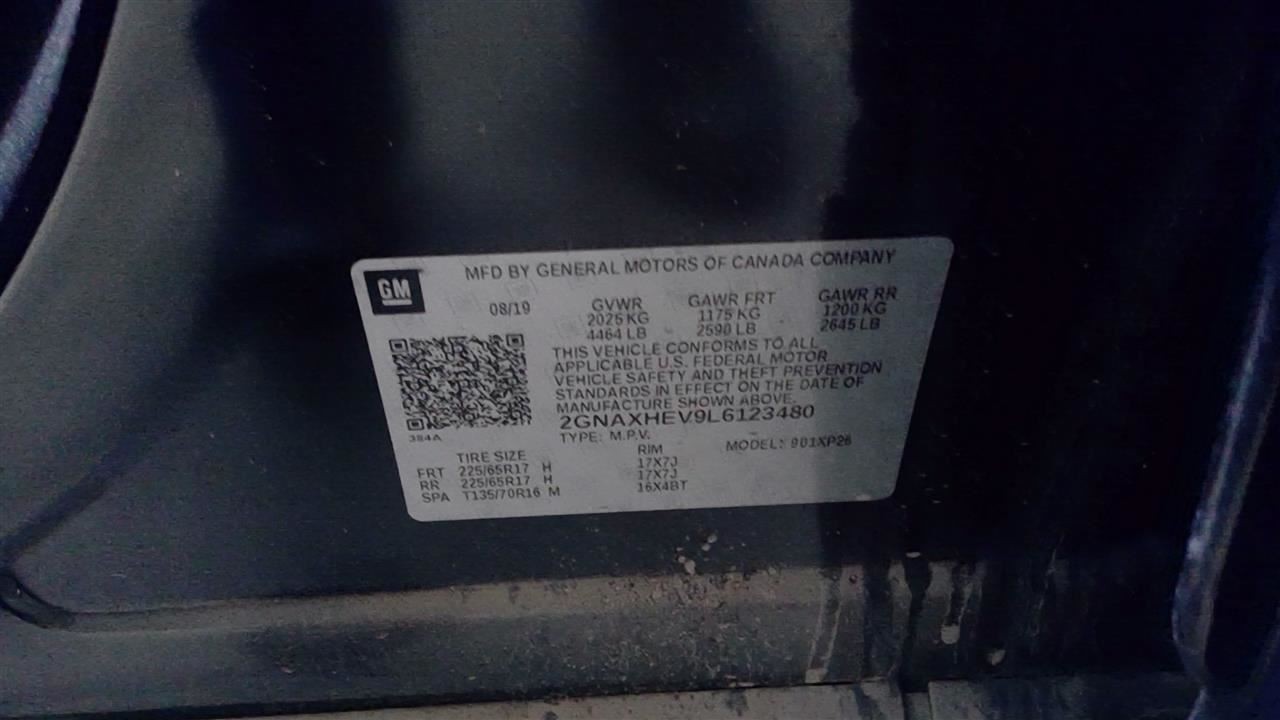 GM
MFD BY GENERAL MOTORS OF CANADA COMPANY
08/19
GVWR GAWR FRT GAWR RR
2025 KG 1175 KG 1200 KG
4464 LB 2590 LB 2645 LB
THIS VEHICLE CONFORMS TO ALL
APPLICABLE U.S. FEDERAL MOTOR
VEHICLE SAFETY AND THEFT PREVENTION
STANDARDS IN EFFECT ON THE DATE OF
MANUFACTURE SHOWN ABOVE.
2GNAXHEV9L6123480
384A
TYPE: M.P.V. MODEL: 901XP26
TIRE SIZE RIM
FRT 225/65R17 H 17X7J
RR 225/65R17 H 17X7J
SPA T135/70R16 M 16X4BT